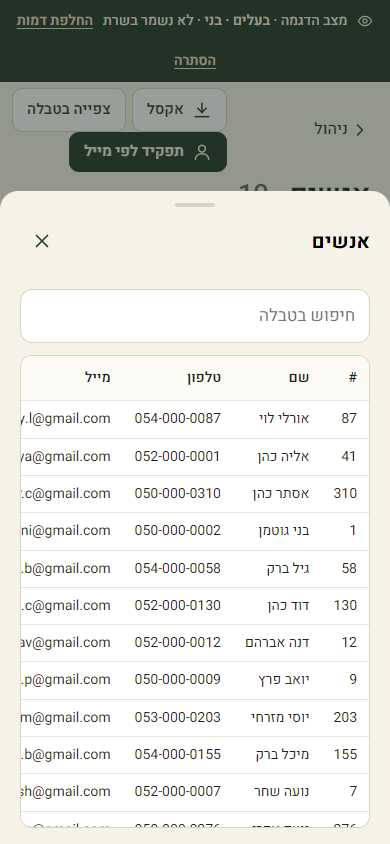 מצב הדגמה · בעלים · בני · לא נשמר בשרת החלפת דמות
הסתרה
ניהול
אקסל
צפייה בטבלה
תפקיד לפי מייל
אנשים
חיפוש בטבלה
# שם טלפון מייל
87 אורלי לוי 054-000-0087 y.l@gmail.com
41 אליה כהן 052-000-0001 ya@gmail.com
310 אסתר כהן 050-000-0310 .c@gmail.com
1 בני גוטמן 050-000-0002 ni@gmail.com
58 גיל ברק 054-000-0058 .b@gmail.com
130 דוד כהן 052-000-0130 .c@gmail.com
12 דנה אברהם 052-000-0012 av@gmail.com
9 יואב פרץ 050-000-0009 .p@gmail.com
203 יוסי מזרחי 053-000-0203 m@gmail.com
155 מיכל ברק 054-000-0155 .b@gmail.com
7 נועה שחר 052-000-0007 sh@gmail.com